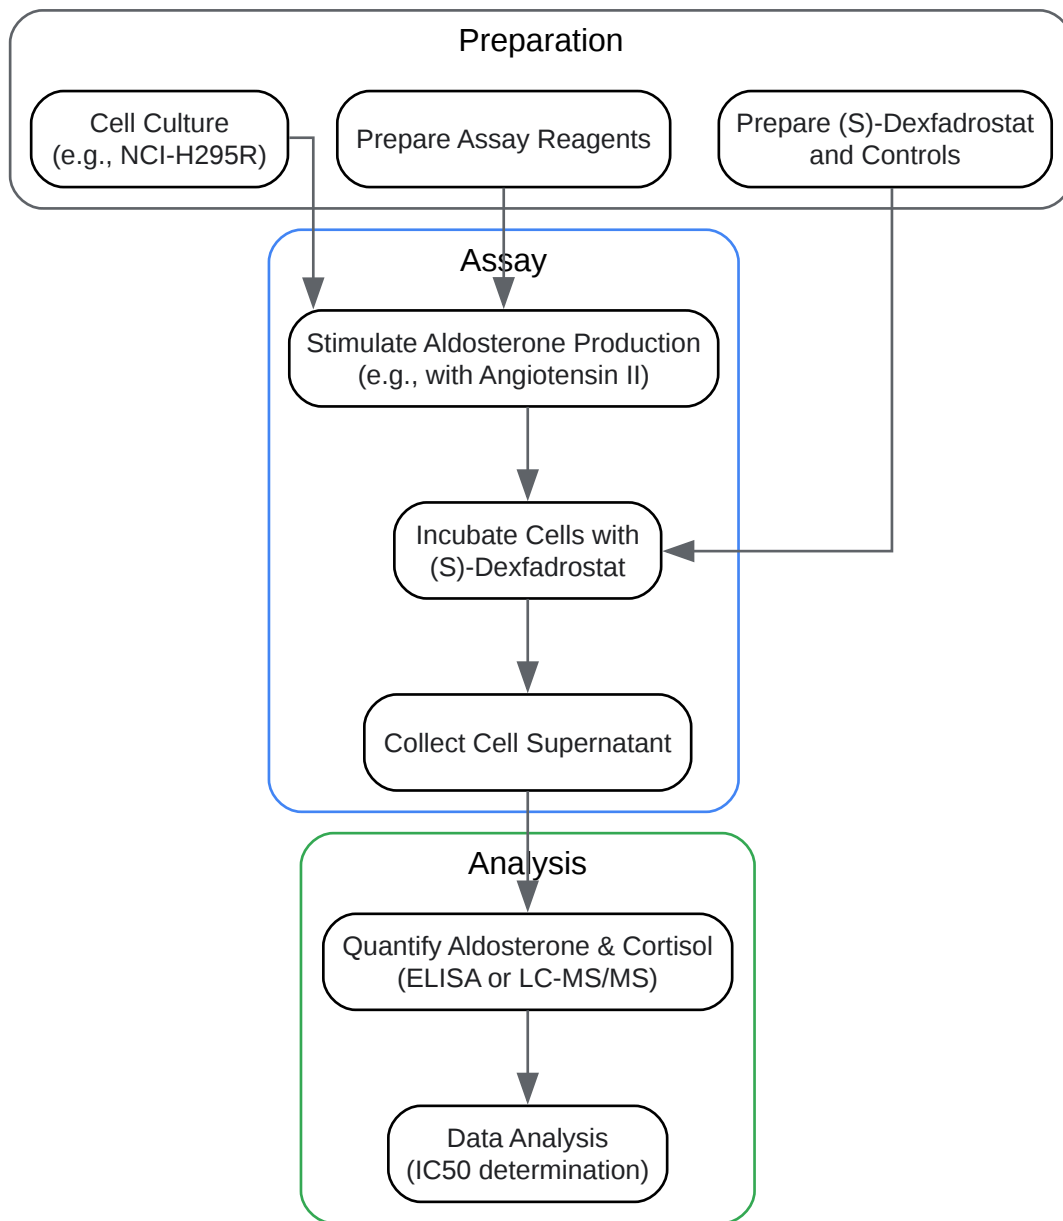 Preparation
Cell Culture
(e.g., NCI-H295R)
Prepare Assay Reagents
Prepare (S)-Dexfadrostat
and Controls
Assay
Stimulate Aldosterone Production
(e.g., with Angiotensin II)
Incubate Cells with
(S)-Dexfadrostat
Collect Cell Supernatant
Analysis
Quantify Aldosterone & Cortisol
(ELISA or LC-MS/MS)
Data Analysis
(IC50 determination)